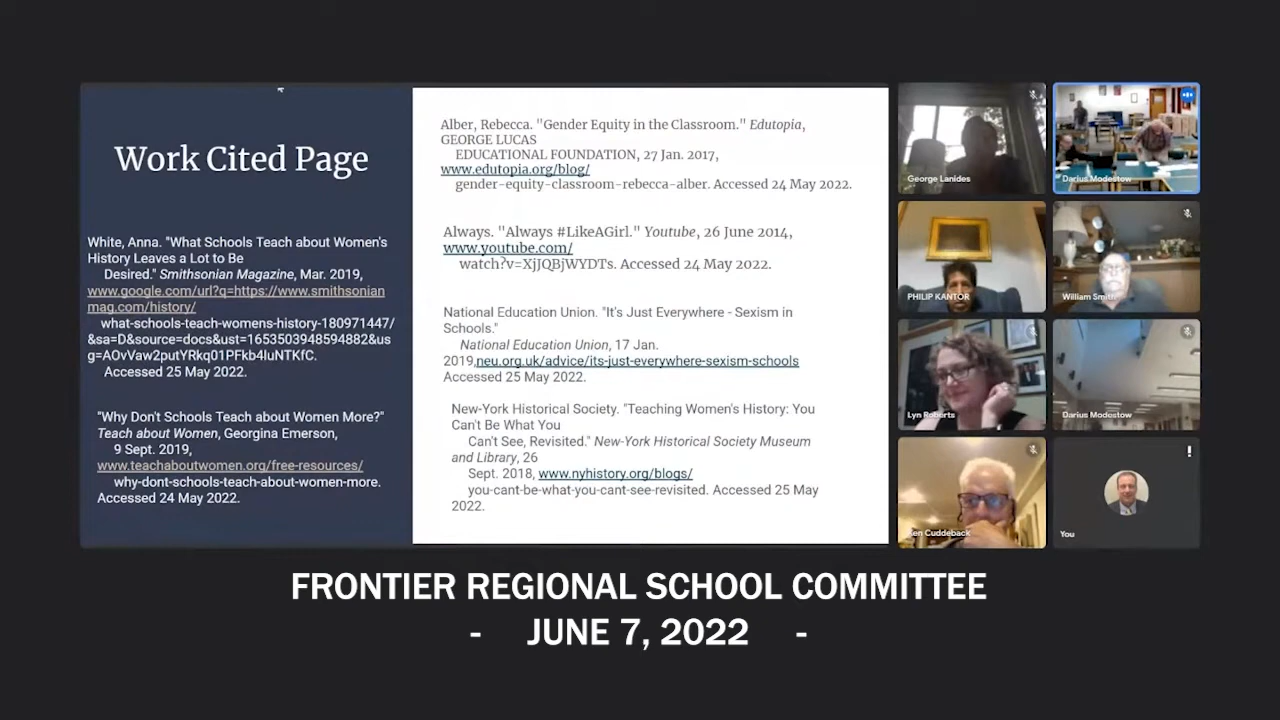 Work Cited Page
White, Anna. "What Schools Teach about Women's
History Leaves a Lot to Be
Desired." Smithsonian Magazine, Mar. 2019,
www.google.com/url?q=https://www.smithsonian
mag.com/history/
what-schools-teach-womens-history-180971447/
&sa=D&source=docs&ust=1653503948594882&us
g=AOvVaw2putYRkq01PFkb4luNTKfC.
Accessed 25 May 2022.
"Why Don't Schools Teach about Women More?"
Teach about Women, Georgina Emerson,
9 Sept. 2019,
www.teachaboutwomen.org/free-resources/
why-dont-schools-teach-about-women-more.
Accessed 24 May 2022.
Alber, Rebecca. "Gender Equity in the Classroom." Edutopia,
GEORGE LUCAS
EDUCATIONAL FOUNDATION, 27 Jan. 2017,
www.edutopia.org/blog/
gender-equity-classroom-rebecca-alber. Accessed 24 May 2022.
Always. "Always #LikeAGirl." Youtube, 26 June 2014,
www.youtube.com/
watch?v=XjJQBjWYDTs. Accessed 24 May 2022.
National Education Union. "It's Just Everywhere - Sexism in
Schools."
National Education Union, 17 Jan.
2019,neu.org.uk/advice/its-just-everywhere-sexism-schools
Accessed 25 May 2022.
New-York Historical Society. "Teaching Women's History: You
Can't Be What You
Can't See, Revisited." New-York Historical Society Museum
and Library, 26
Sept. 2018, www.nyhistory.org/blogs/
you-cant-be-what-you-cant-see-revisited. Accessed 25 May
2022.
George Lanides
Darius Modestow
PHILIP KANTOR
William Smith
Lyn Roberts
Darius Modestow
Ken Cuddeback
You
FRONTIER REGIONAL SCHOOL COMMITTEE
- JUNE 7, 2022 -